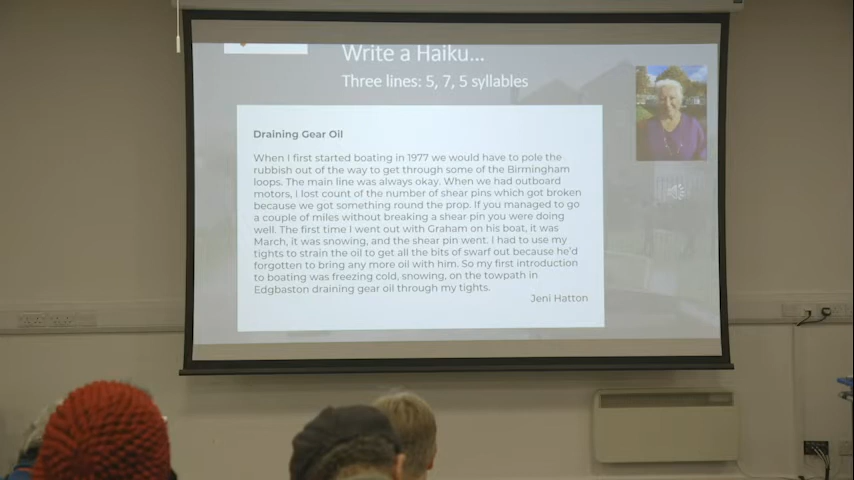 Write a Haiku...
Three lines: 5, 7, 5 syllables
Draining Gear Oil
When I first started boating in 1977 we would have to pole the
rubbish out of the way to get through some of the Birmingham
loops. The main line was always okay. When we had outboard
motors, I lost count of the number of shear pins which got broken
because we got something round the prop. If you managed to go
a couple of miles without breaking a shear pin you were doing
well. The first time I went out with Graham on his boat, it was
March, it was snowing, and the shear pin went. I had to use my
tights to strain the oil to get all the bits of swarf out because he'd
forgotten to bring any more oil with him. So my first introduction
to boating was freezing cold, snowing, on the towpath in
Edgbaston draining gear oil through my tights.
Jeni Hatton